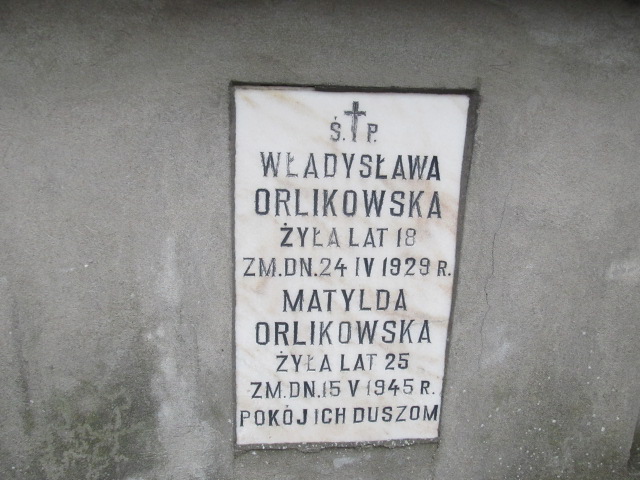 Ś.†P.
WŁADYSŁAWA
ORLIKOWSKA
ŻYŁA LAT 18
ZM.DN.24 IV 1929 R.
MATYLDA
ORLIKOWSKA
ŻYŁA LAT 25
ZM.DN.15 V 1945 R.
POKÓJ ICH DUSZOM